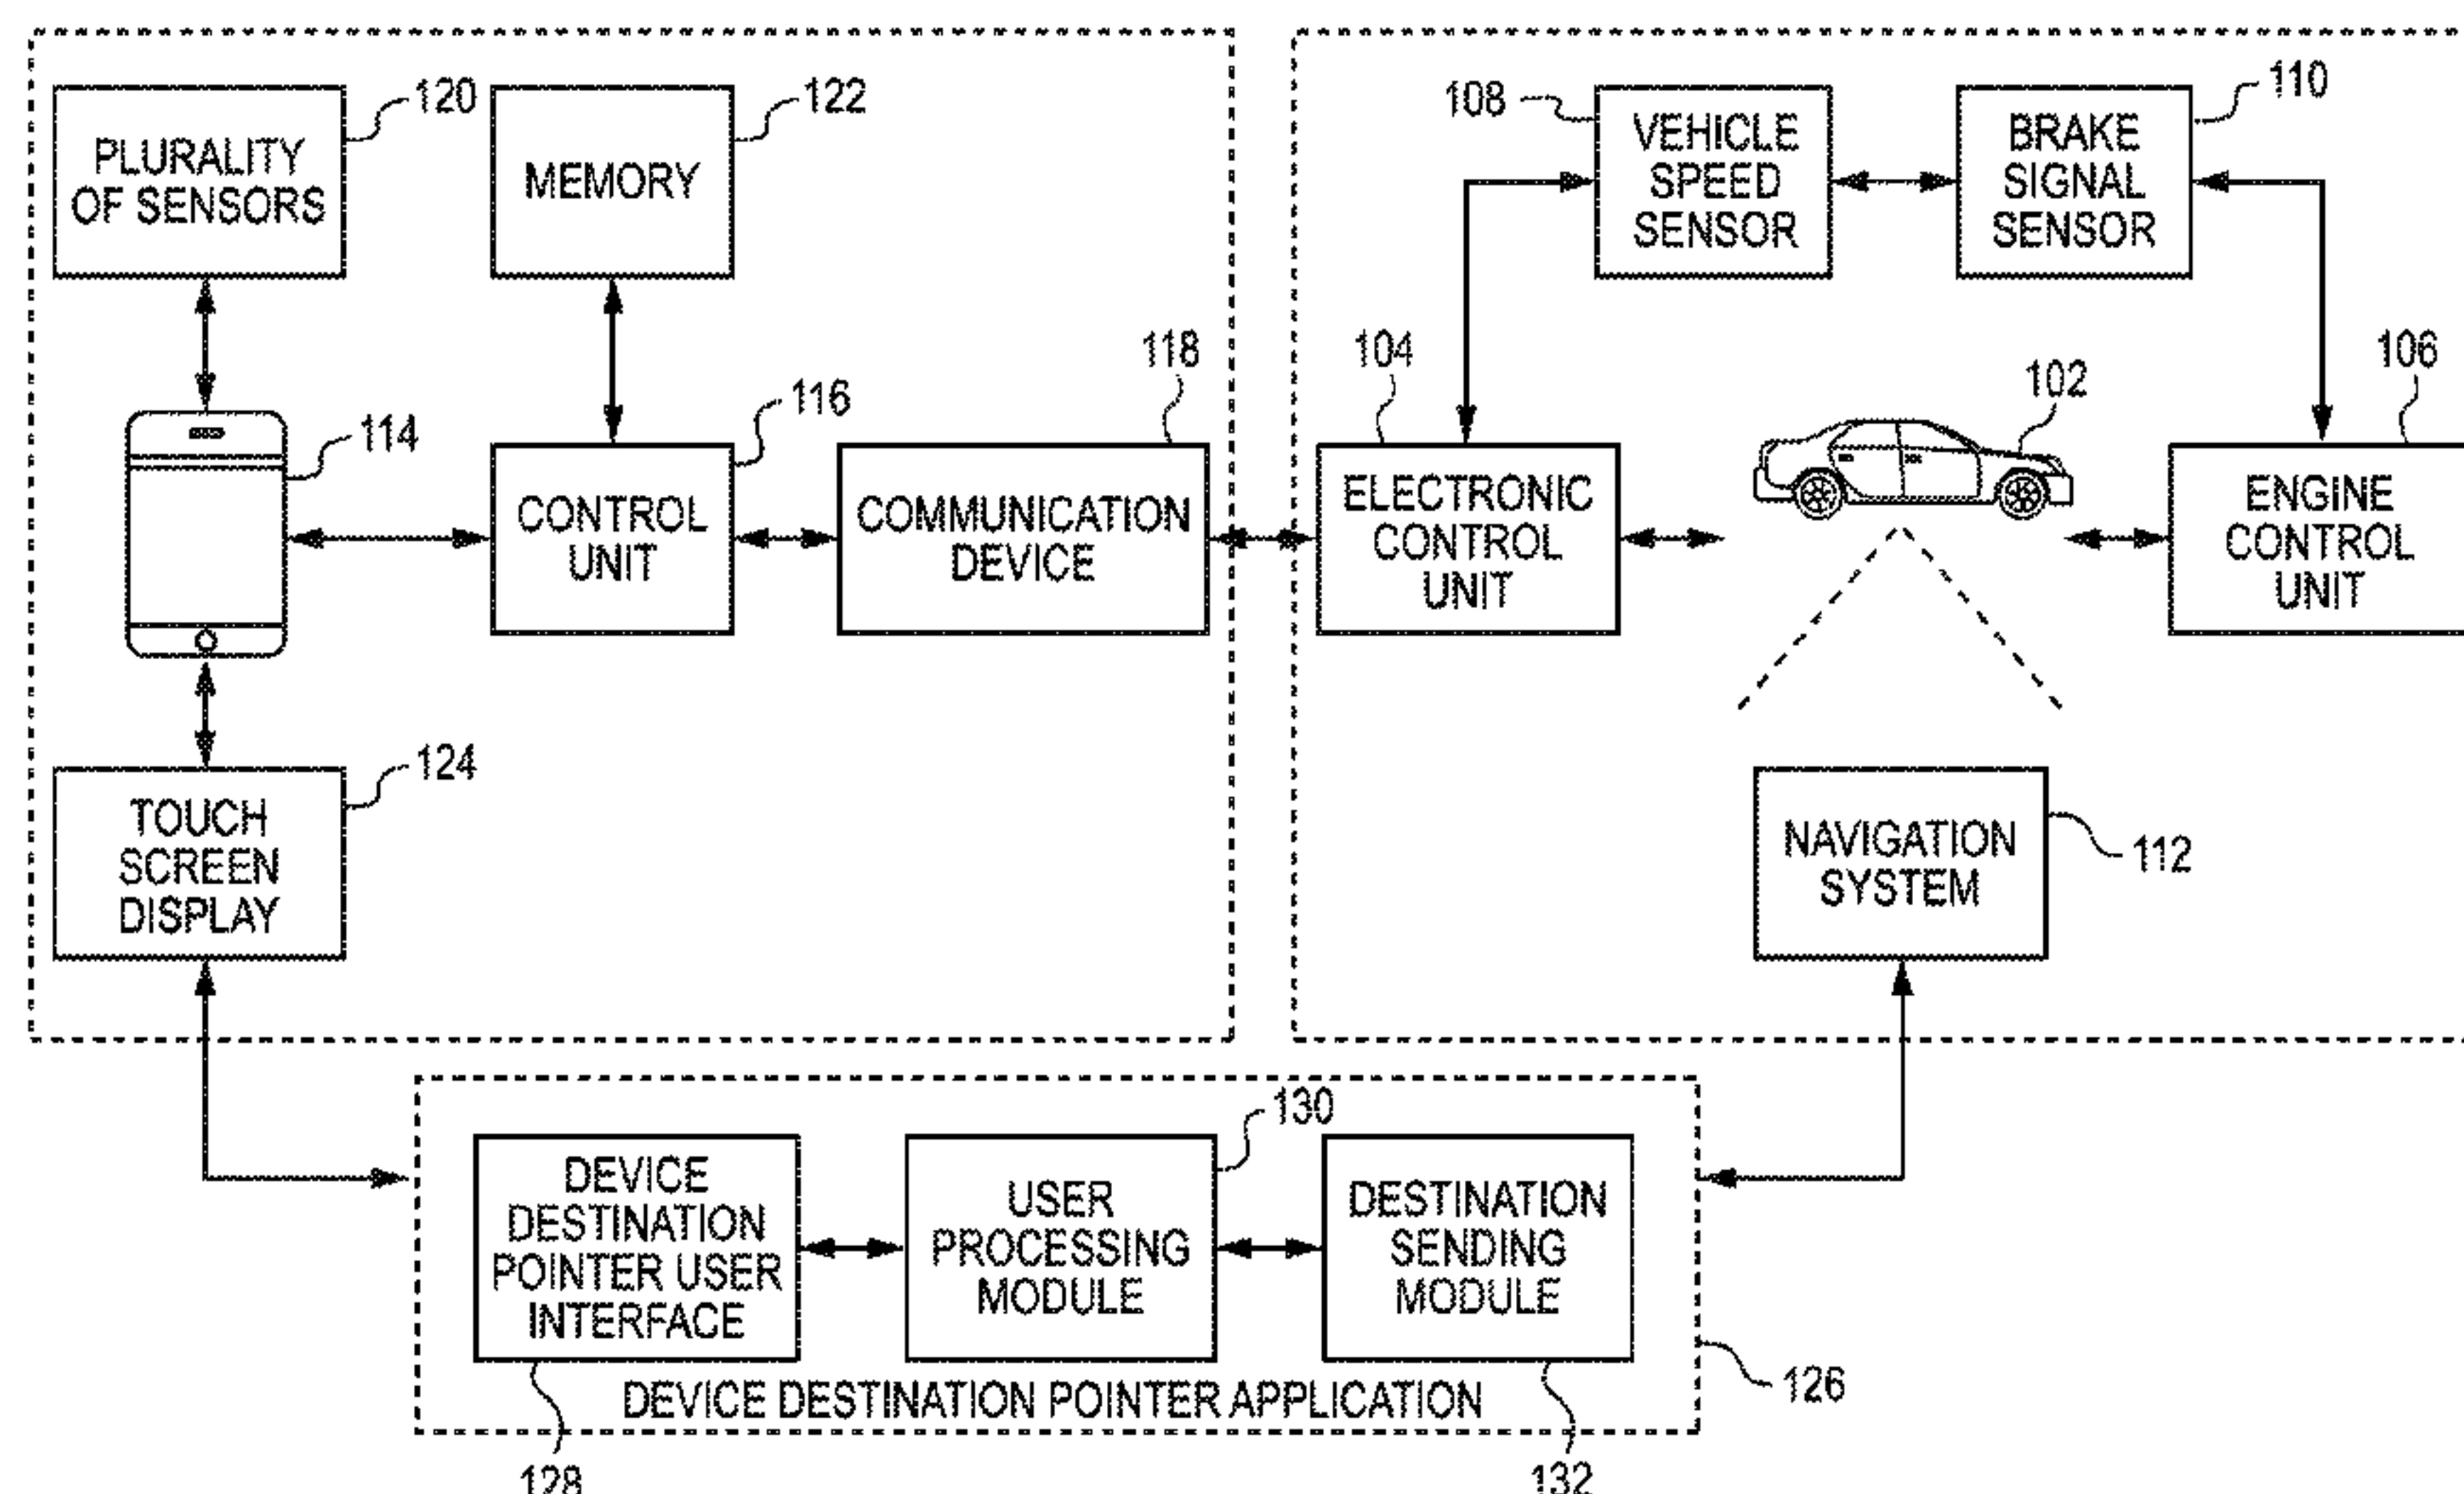 120
PLURALITY
OF SENSORS
122
MEMORY
108
VEHICLE
SPEED
SENSOR
110
BRAKE
SIGNAL
SENSOR
114
116
CONTROL
UNIT
118
COMMUNICATION
DEVICE
104
ELECTRONIC
CONTROL
UNIT
102
106
ENGINE
CONTROL
UNIT
124
TOUCH
SCREEN
DISPLAY
NAVIGATION
SYSTEM
112
DEVICE
DESTINATION
POINTER USER
INTERFACE
130
USER
PROCESSING
MODULE
DESTINATION
SENDING
MODULE
DEVICE DESTINATION POINTER APPLICATION
126
128
132